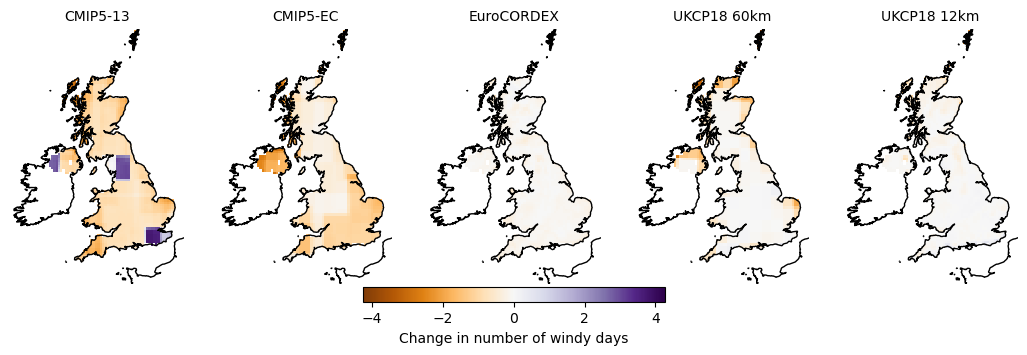 CMIP5-13 CMIP5-EC EuroCORDEX UKCP18 60km UKCP18 12km
−4 −2 0 2 4
Change in number of windy days